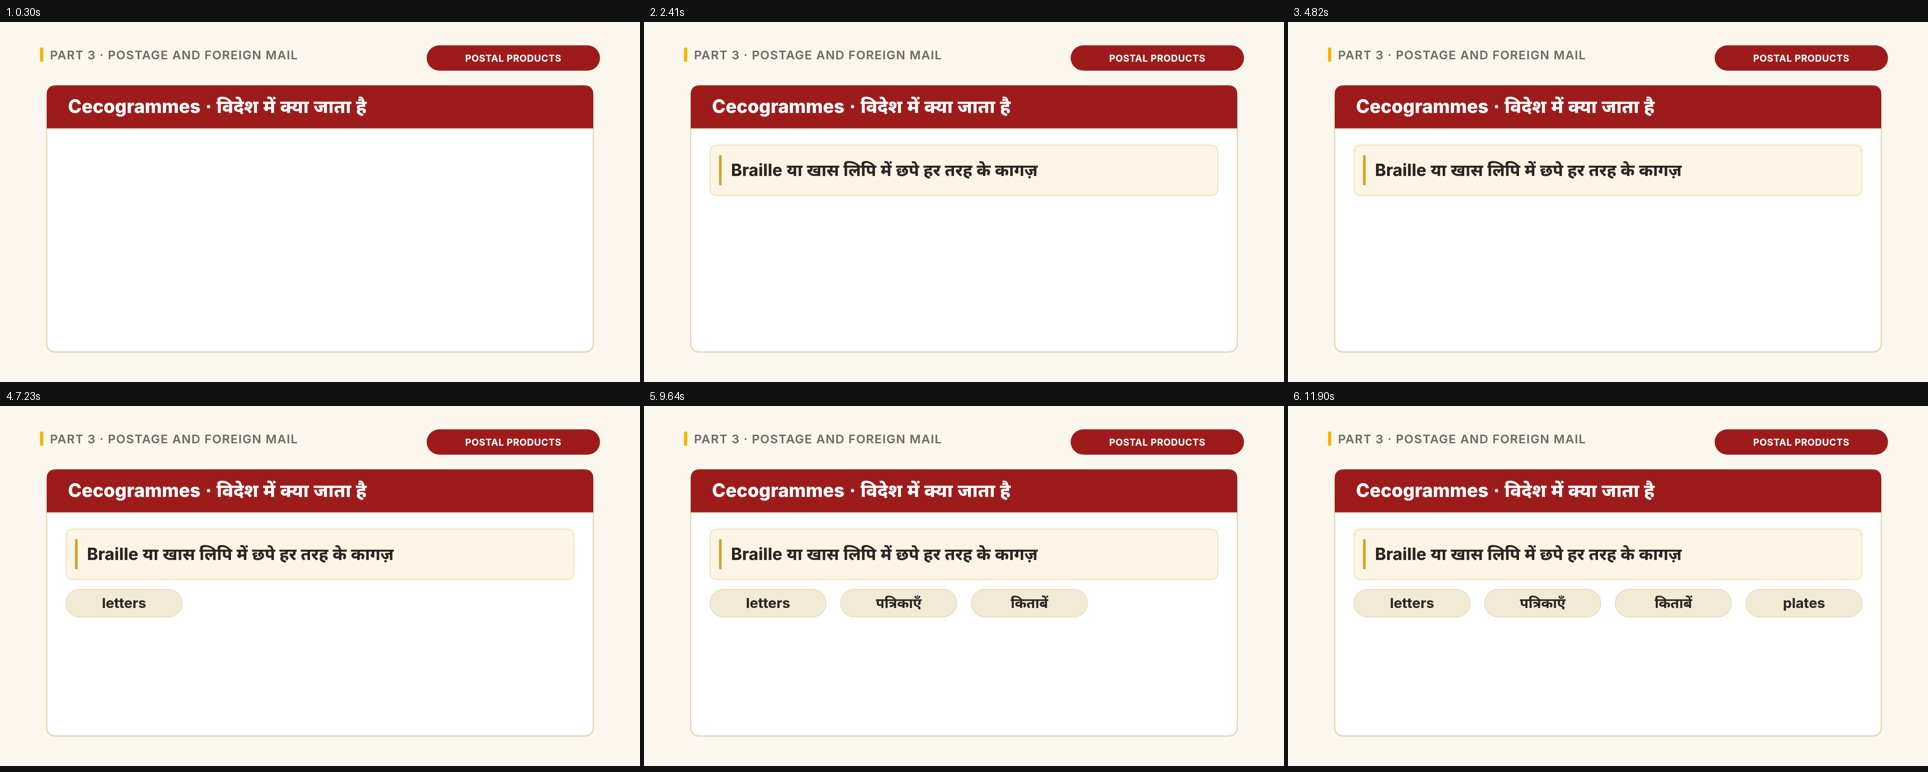 1. 0.30s
PART 3 · POSTAGE AND FOREIGN MAIL
POSTAL PRODUCTS
Cecogrammes · विदेश में क्या जाता है
2. 2.41s
PART 3 · POSTAGE AND FOREIGN MAIL
POSTAL PRODUCTS
Cecogrammes · विदेश में क्या जाता है
Braille या खास लिपि में छपे हर तरह के कागज़
3. 4.82s
PART 3 · POSTAGE AND FOREIGN MAIL
POSTAL PRODUCTS
Cecogrammes · विदेश में क्या जाता है
Braille या खास लिपि में छपे हर तरह के कागज़
4. 7.23s
PART 3 · POSTAGE AND FOREIGN MAIL
POSTAL PRODUCTS
Cecogrammes · विदेश में क्या जाता है
Braille या खास लिपि में छपे हर तरह के कागज़
letters
5. 9.64s
PART 3 · POSTAGE AND FOREIGN MAIL
POSTAL PRODUCTS
Cecogrammes · विदेश में क्या जाता है
Braille या खास लिपि में छपे हर तरह के कागज़
letters पत्रिकाएँ किताबें
6. 11.90s
PART 3 · POSTAGE AND FOREIGN MAIL
POSTAL PRODUCTS
Cecogrammes · विदेश में क्या जाता है
Braille या खास लिपि में छपे हर तरह के कागज़
letters पत्रिकाएँ किताबें plates